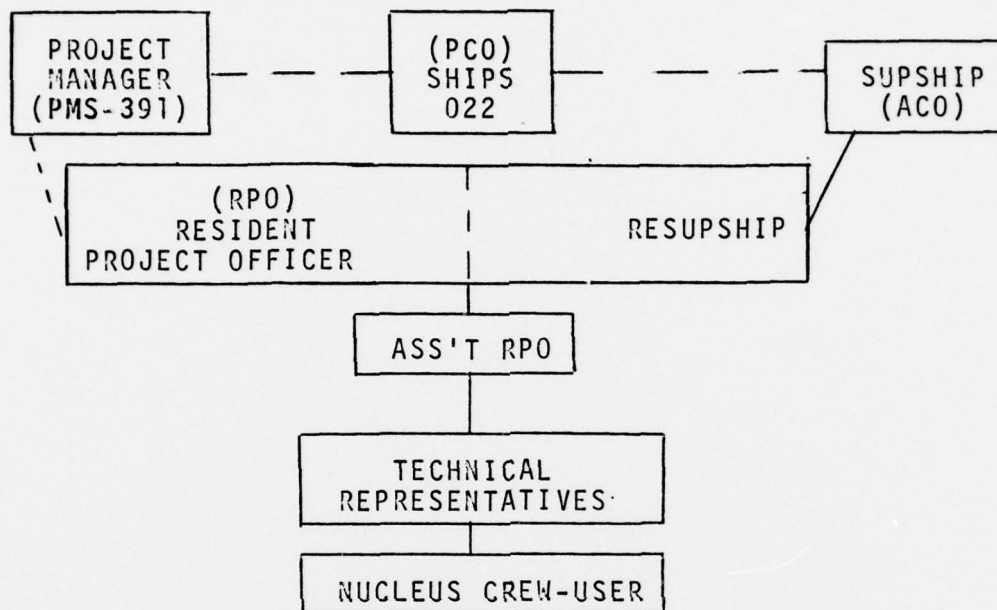 PROJECT
MANAGER
(PMS-391)
(PCO)
SHIPS
022
SUPSHIP
(ACO)
(RPO)
RESIDENT
PROJECT OFFICER
RESUPSHIP
ASS'T RPO
TECHNICAL
REPRESENTATIVES
NUCLEUS CREW-USER